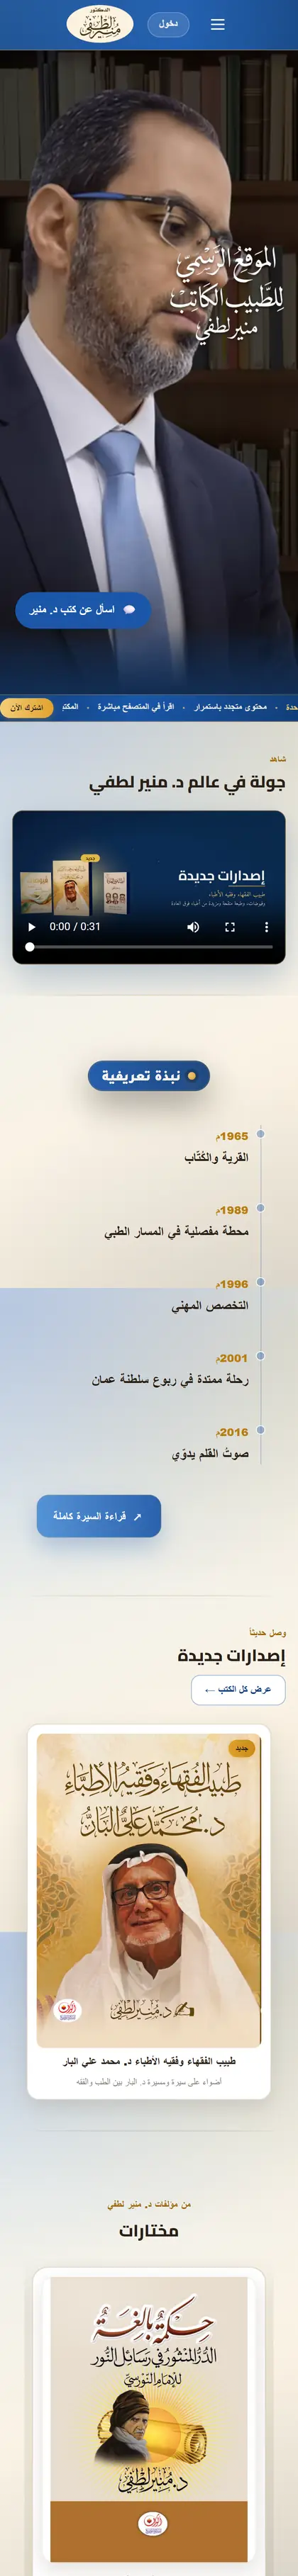 الدكتور
منير لطفي
دخول
الموقع الرسمي
للطبيب الكاتب
منير لطفي
اسأل عن كتب د. منير
حدة • محتوى متجدد باستمرار • اقرأ في المتصفح مباشرة • المكتبـ
اشترك الآن
شاهد
جولة في عالم د. منير لطفي
جديد
إصدارات جديدة
0:00 / 0:31
نبذة تعريفية
1965م
القرية والكُتّاب
1989م
محطة مفصلية في المسار الطبي
1996م
التخصص المهني
2001م
رحلة ممتدة في ربوع سلطنة عمان
2016م
صوتُ القلم يدوّي
قراءة السيرة كاملة ↗
وصل حديثاً
إصدارات جديدة
عرض كل الكتب ←
جديد
طبيب الفقهاء وفقيه الأطباء
د. محمد علي البار
د. منير لطفي
طبيب الفقهاء وفقيه الأطباء د. محمد علي البار
أضواء على سيرة ومسيرة د. البار بين الطب والفقه
من مؤلفات د. منير لطفي
مختارات
حكمة بالغة
الدر المنثور في رسائل النور
للإمام النورسي
د. منير لطفي